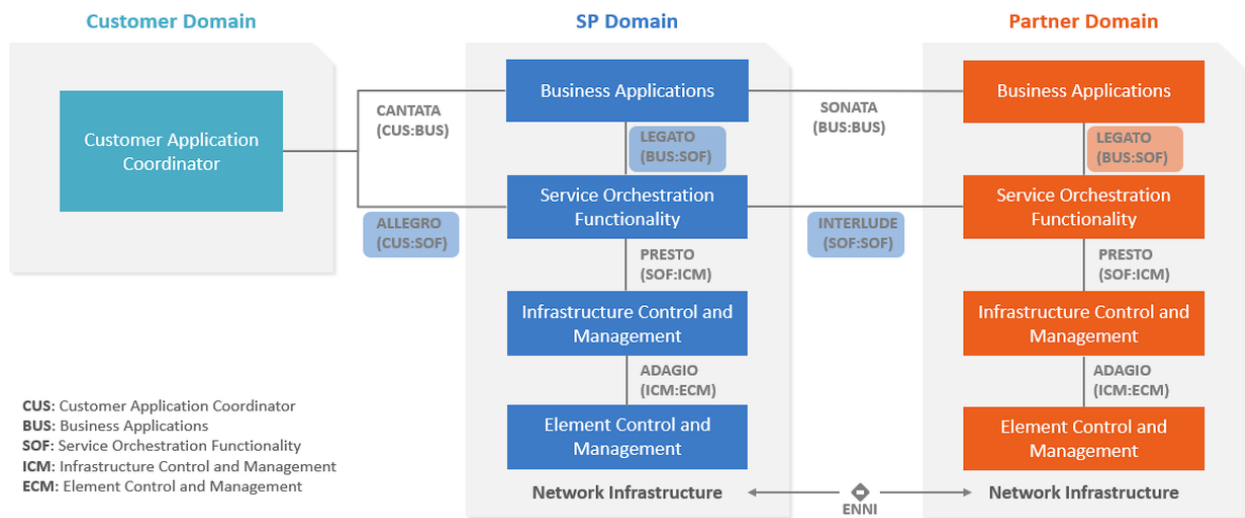 Customer Domain
SP Domain
Partner Domain
Customer Application
Coordinator
CANTATA
(CUS:BUS)
ALLEGRO
(CUS:SOF)
Business Applications
LEGATO
(BUS:SOF)
Service Orchestration
Functionality
PRESTO
(SOF:ICM)
Infrastructure Control and
Management
ADAGIO
(ICM:ECM)
Element Control and
Management
Network Infrastructure
SONATA
(BUS:BUS)
INTERLUDE
(SOF:SOF)
ENNI
Business Applications
LEGATO
(BUS:SOF)
Service Orchestration
Functionality
PRESTO
(SOF:ICM)
Infrastructure Control and
Management
ADAGIO
(ICM:ECM)
Element Control and
Management
Network Infrastructure
CUS: Customer Application Coordinator
BUS: Business Applications
SOF: Service Orchestration Functionality
ICM: Infrastructure Control and Management
ECM: Element Control and Management